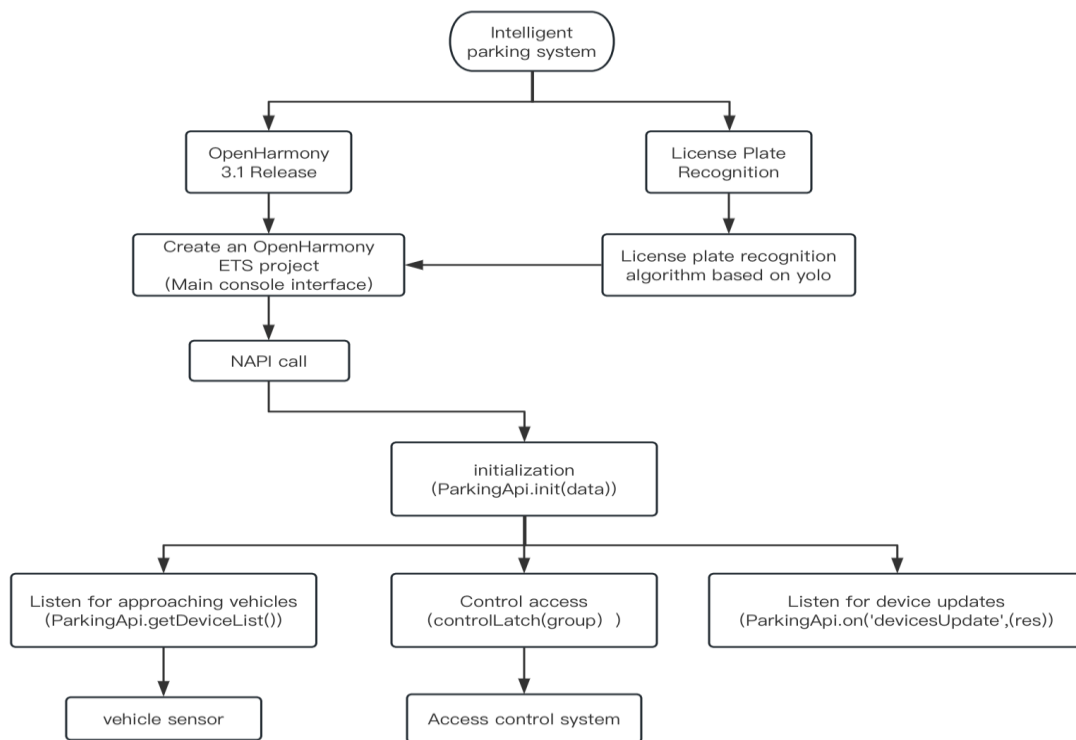 Intelligent
parking system
OpenHarmony
3.1 Release
License Plate
Recognition
Create an OpenHarmony
ETS project
(Main console interface)
License plate recognition
algorithm based on yolo
NAPI call
initialization
(ParkingApi.init(data))
Listen for approaching vehicles
(ParkingApi.getDeviceList())
Control access
(controlLatch(group) )
Listen for device updates
(ParkingApi.on('devicesUpdate',(res))
vehicle sensor
Access control system